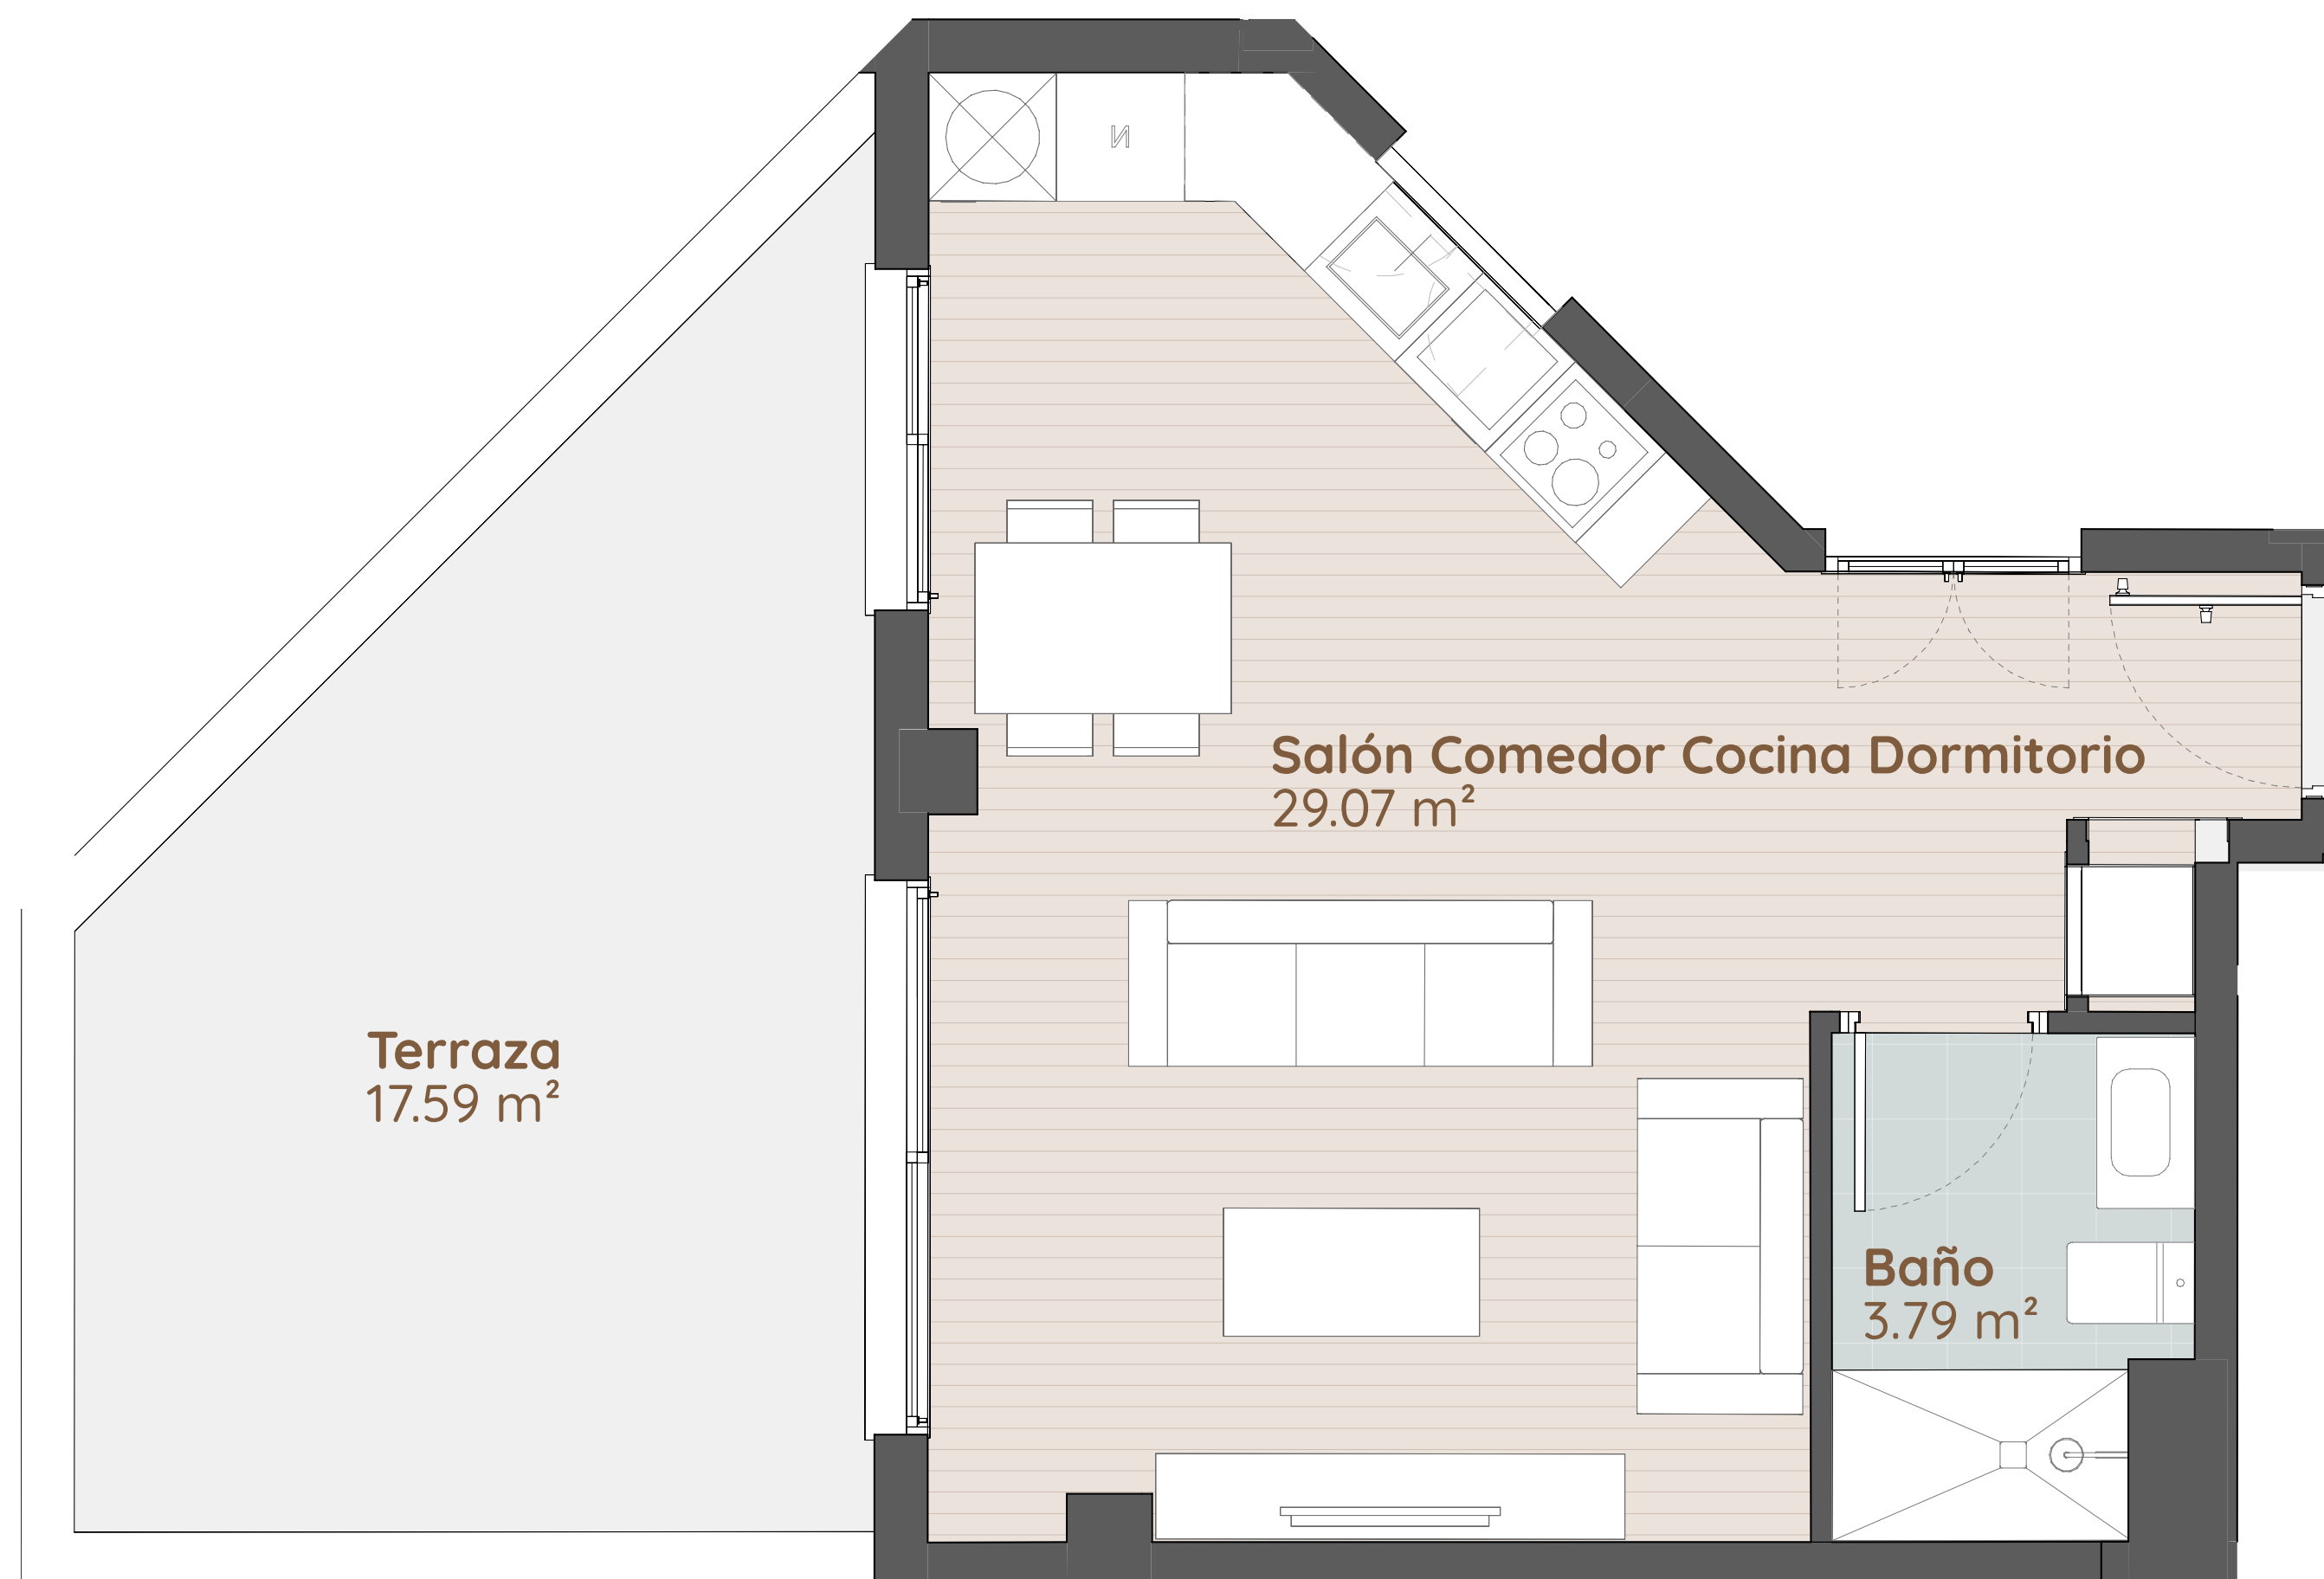 Salón Comedor Cocina Dormitorio
29.07 m²
Terraza
17.59 m²
Baño
3.79 m²